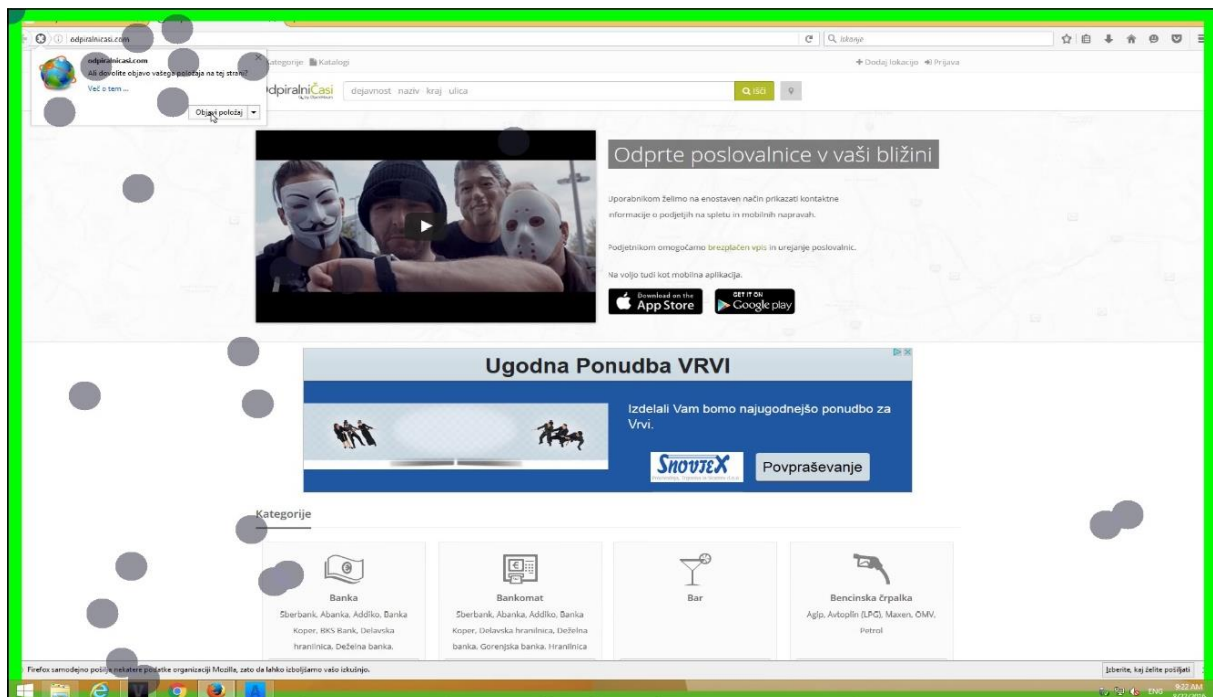 odpiralnicasi.com
Iskanje
odpiralnicasi.com
Ali dovolite objavo vašega položaja na tej strani?
Več o tem ...
Objavi položaj
Kategorije Katalogi
Dodaj lokacijo Prijava
OdpiralniČasi
dejavnost · naziv · kraj · ulica
Išči
Odprte poslovalnice v vaši bližini
Uporabnikom želimo na enostaven način prikazati kontaktne
informacije o podjetjih na spletu in mobilnih napravah.
Podjetnikom omogočamo brezplačen vpis in urejanje poslovalnic.
Na voljo tudi kot mobilna aplikacija.
Download on the
App Store
GET IT ON
Google play
Ugodna Ponudba VRVI
Izdelali Vam bomo najugodnejšo ponudbo za
Vrvi.
SNOVTEX
Povpraševanje
Kategorije
Banka
Sberbank, Abanka, Addiko, Banka
Koper, BKS Bank, Delavska
hranilnica, Deželna banka,
Bankomat
Sberbank, Abanka, Addiko, Banka
Koper, Delavska hranilnica, Deželna
banka, Gorenjska banka, Hranilnica
Bar
Bencinska črpalka
Agip, Avtoplin (LPG), Maxen, OMV,
Petrol
Firefox samodejno pošilja nekatere podatke organizaciji Mozilla, zato da lahko izboljšamo vašo izkušnjo.
Izberite, kaj želite pošiljati
ENG
9:22 AM